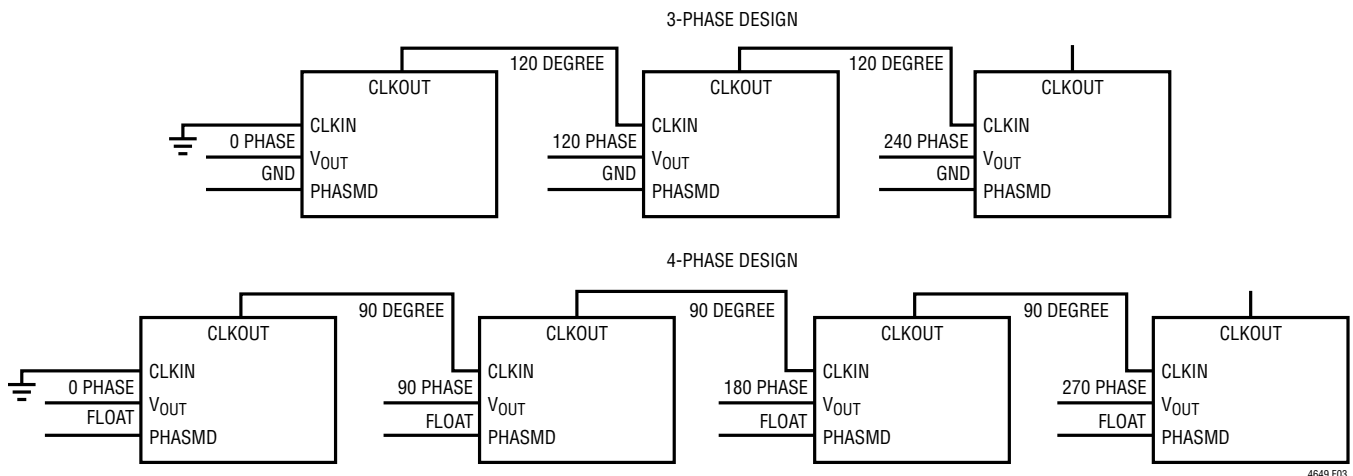 3-PHASE DESIGN
120 DEGREE
120 DEGREE
CLKOUT
CLKOUT
CLKOUT
CLKIN
CLKIN
CLKIN
0 PHASE
120 PHASE
240 PHASE
VOUT
VOUT
VOUT
GND
GND
GND
PHASMD
PHASMD
PHASMD
4-PHASE DESIGN
90 DEGREE
90 DEGREE
90 DEGREE
CLKOUT
CLKOUT
CLKOUT
CLKOUT
CLKIN
CLKIN
CLKIN
CLKIN
0 PHASE
90 PHASE
180 PHASE
270 PHASE
VOUT
VOUT
VOUT
VOUT
FLOAT
FLOAT
FLOAT
FLOAT
PHASMD
PHASMD
PHASMD
PHASMD
4649 F03